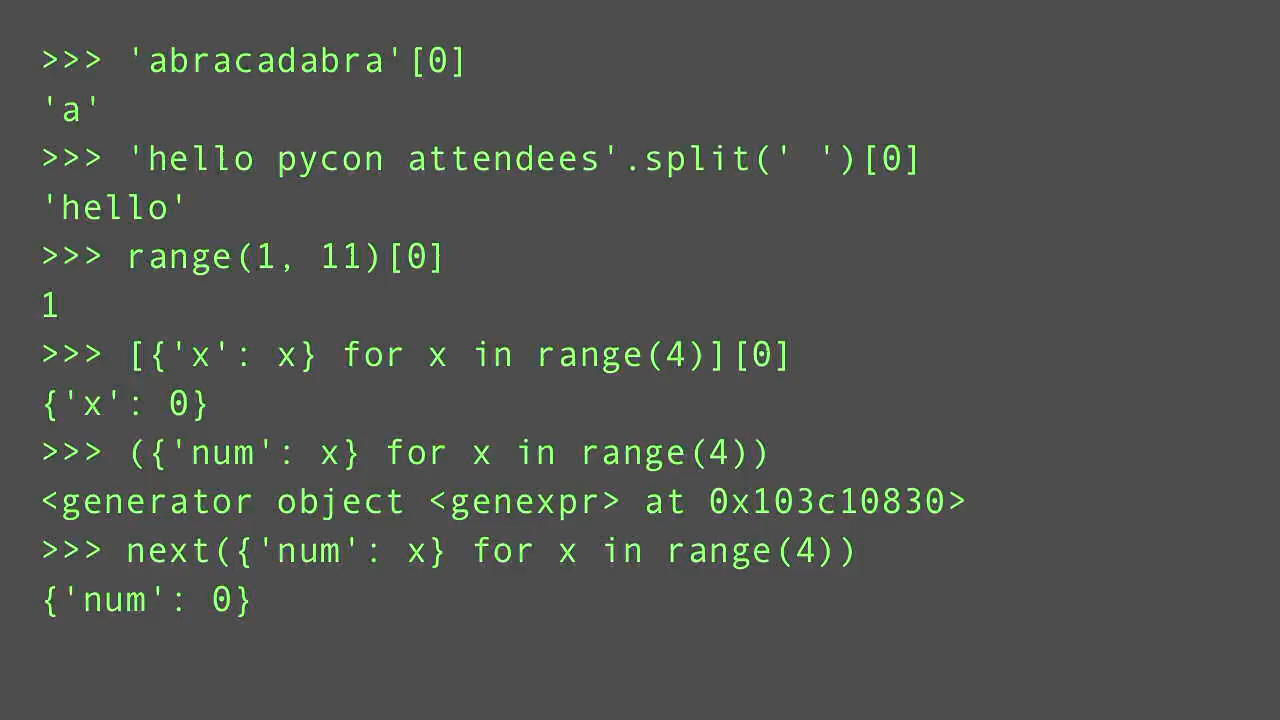 >>> 'abracadabra'[0]
'a'
>>> 'hello pycon attendees'.split(' ')[0]
'hello'
>>> range(1, 11)[0]
1
>>> [{'x': x} for x in range(4)][0]
{'x': 0}
>>> ({'num': x} for x in range(4))
<generator object <genexpr> at 0x103c10830>
>>> next({'num': x} for x in range(4))
{'num': 0}